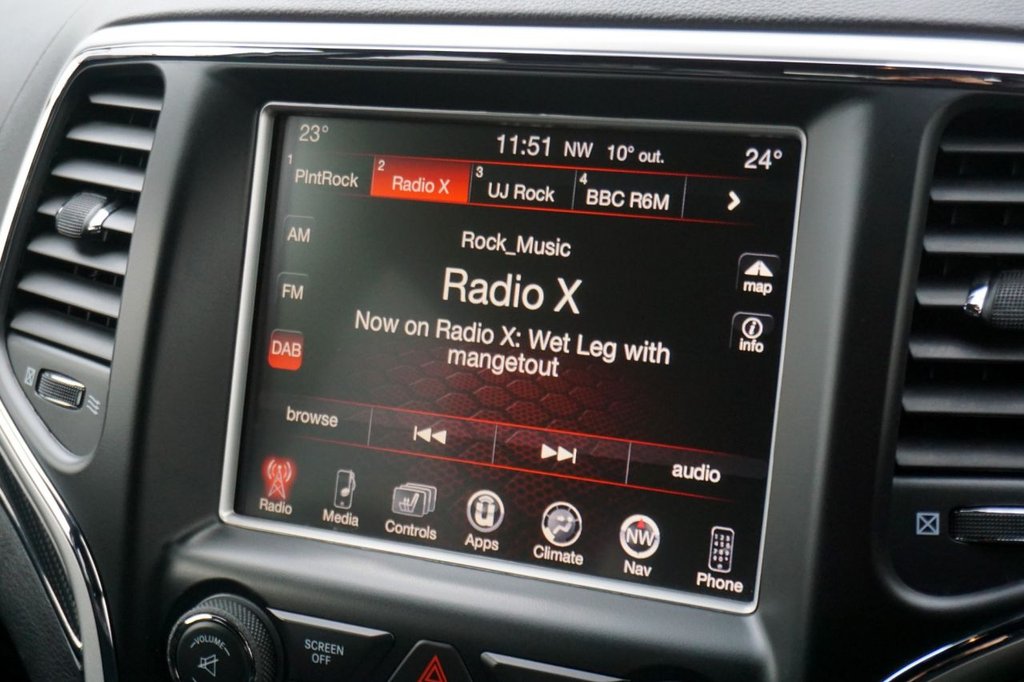 23° 11:51 NW 10° out. 24°
1 PlntRock 2 Radio X 3 UJ Rock 4 BBC R6M
AM
FM
DAB
Rock_Music
Radio X
Now on Radio X: Wet Leg with
mangetout
map
info
browse audio
Radio Media Controls Apps Climate NW Nav Phone
VOLUME
SCREEN
OFF